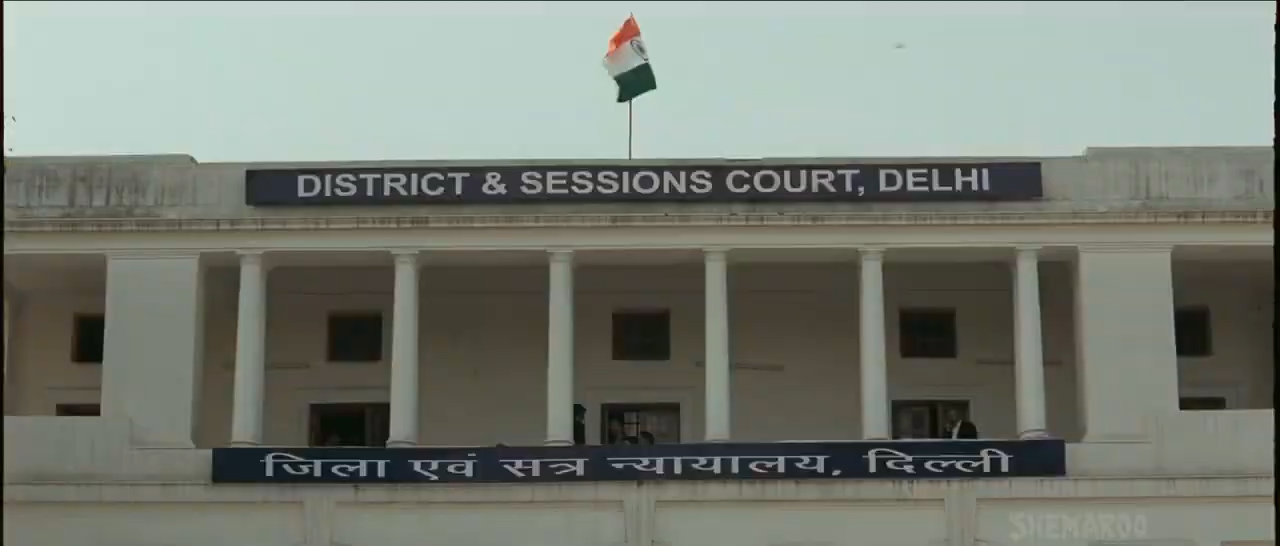 DISTRICT & SESSIONS COURT, DELHI
जिला एवं सत्र न्यायालय, दिल्ली
SHEMAROO